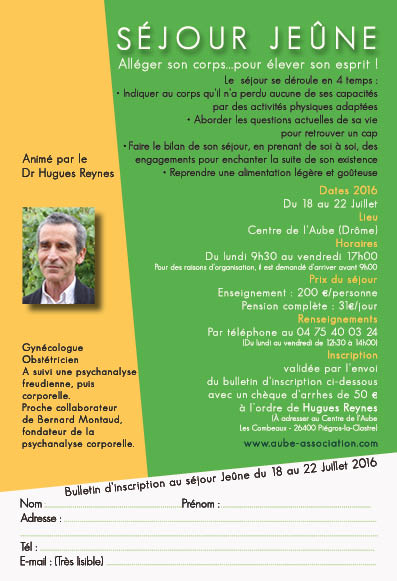 SÉJOUR JEÛNE
Alléger son corps...pour élever son esprit !
Le séjour se déroule en 4 temps :
• Indiquer au corps qu'il n'a perdu aucune de ses capacités
par des activités physiques adaptées
• Aborder les questions actuelles de sa vie
pour retrouver un cap
• Faire le bilan de son séjour, en prenant de soi à soi, des
engagements pour enchanter la suite de son existence
• Reprendre une alimentation légère et goûteuse
Animé par le
Dr Hugues Reynes
Gynécologue
Obstétricien
A suivi une psychanalyse
freudienne, puis
corporelle.
Proche collaborateur
de Bernard Montaud,
fondateur de la
psychanalyse corporelle.
Dates 2016
Du 18 au 22 Juillet
Lieu
Centre de l'Aube (Drôme)
Horaires
Du lundi 9h30 au vendredi 17h00
Pour des raisons d'organisation, il est demandé d'arriver avant 9h00
Prix du séjour
Enseignement : 200 €/personne
Pension complète : 31€/jour
Renseignements
Par téléphone au 04 75 40 03 24
(Du lundi au vendredi de 12h30 à 14h00)
Inscription
validée par l'envoi
du bulletin d'inscription ci-dessous
avec un chèque d'arrhes de 50 €
à l'ordre de Hugues Reynes
(À adresser au Centre de l'Aube
Les Combeaux - 26400 Piégros-la-Clastre)
www.aube-association.com
Bulletin d'inscription au séjour Jeûne du 18 au 22 Juillet 2016
Nom Prénom :
Adresse :
Tél :
E-mail : (Très lisible)